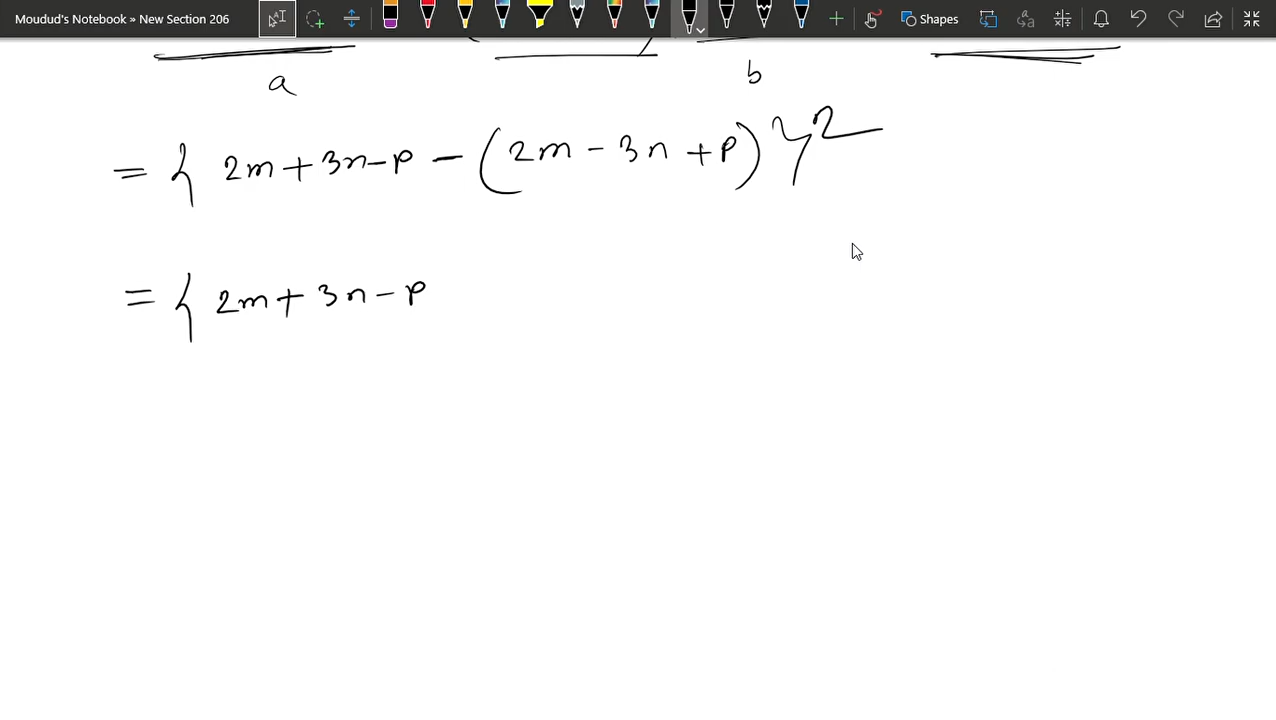 Moudud's Notebook » New Section 206
Shapes
a
b
= { 2m + 3n - p - (2m - 3n + p) }²
= { 2m + 3n - p